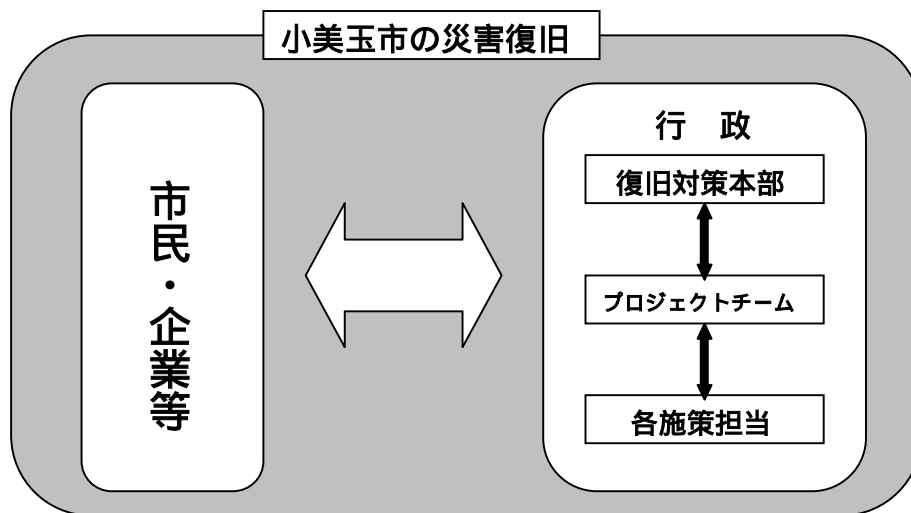 小美玉市の災害復旧
市民・企業等
行　政
復旧対策本部
プロジェクトチーム
各施策担当